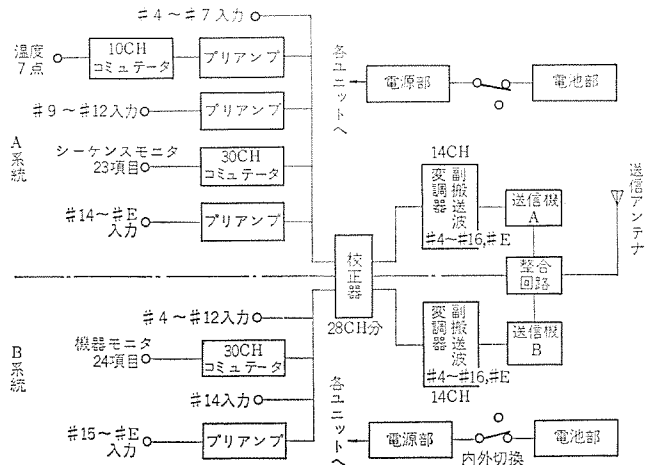 #4~#7入力
温度
7点
10CH
コミュテータ
プリアンプ
#9~#12入力
プリアンプ
A系統
シーケンスモニタ
23項目
30CH
コミュテータ
#14~#E
入力
プリアンプ
各ユニットへ
電源部
電池部
14CH
副搬送波
変調器
#4~#16,#E
送信機
A
送信アンテナ
校正器
28CH分
整合
回路
B系統
#4~#12入力
機器モニタ
24項目
30CH
コミュテータ
#14入力
#15~#E
入力
プリアンプ
副搬送波
変調器
#4~#16,#E
14CH
送信機
B
各ユニットへ
電源部
内外切換
電池部